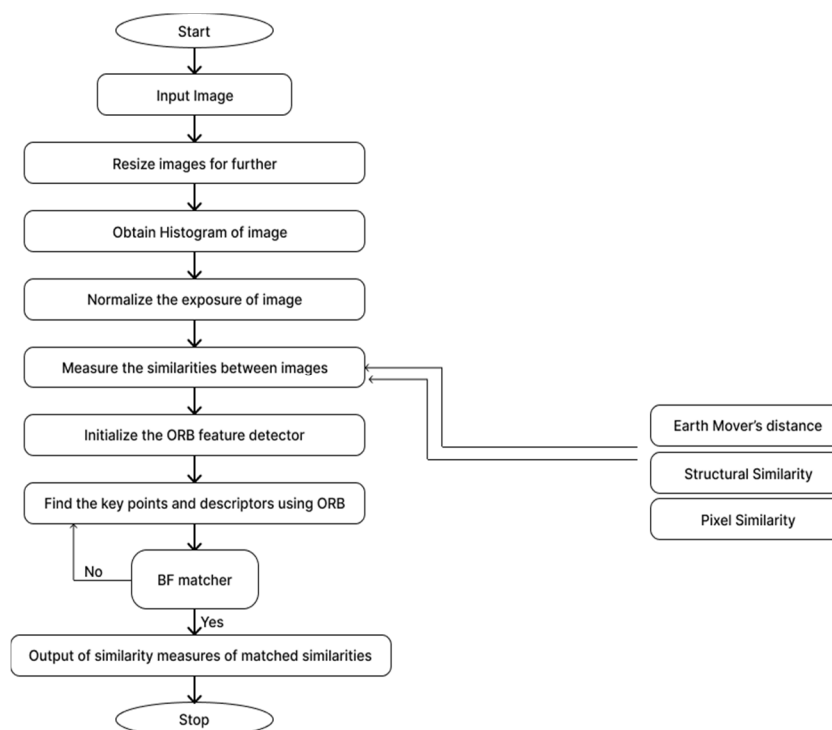 Start
Input Image
Resize images for further
Obtain Histogram of image
Normalize the exposure of image
Measure the similarities between images
Initialize the ORB feature detector
Find the key points and descriptors using ORB
No
BF matcher
Yes
Output of similarity measures of matched similarities
Stop
Earth Mover's distance
Structural Similarity
Pixel Similarity